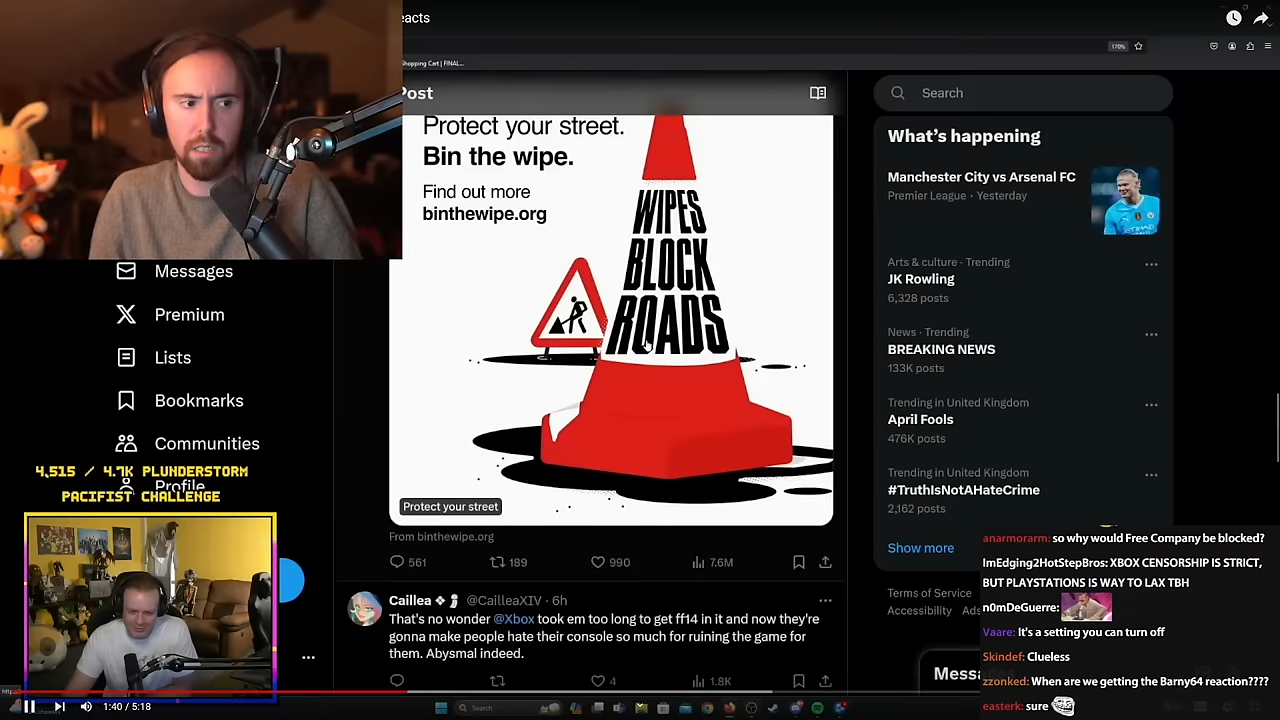 eacts
170%
Shopping Cart | FINAL...
Post
Search
Protect your street.
Bin the wipe.
Find out more
binthewipe.org
WIPES
BLOCK
ROADS
Protect your street
From binthewipe.org
561
189
990
7.6M
Caillea @CailleaXIV · 6h
That's no wonder @Xbox took em too long to get ff14 in it and now they're
gonna make people hate their console so much for ruining the game for
them. Abysmal indeed.
4
1.8K
Messages
Premium
Lists
Bookmarks
Communities
Profile
4,515 / 4.7K PLUNDERSTORM
PACIFIST CHALLENGE
What's happening
Manchester City vs Arsenal FC
Premier League · Yesterday
Arts & culture · Trending
JK Rowling
6,328 posts
News · Trending
BREAKING NEWS
133K posts
Trending in United Kingdom
April Fools
476K posts
Trending in United Kingdom
#TruthIsNotAHateCrime
2,162 posts
Show more
Terms of Service
Accessibility Ads
Messa
anarmorarm: so why would Free Company be blocked?
ImEdging2HotStepBros: XBOX CENSORSHIP IS STRICT,
BUT PLAYSTATIONS IS WAY TO LAX TBH
n0mDeGuerre:
Vaare: It's a setting you can turn off
Skindef: Clueless
zzonked: When are we getting the Barny64 reaction????
easterk: sure
1:40 / 5:18
Search